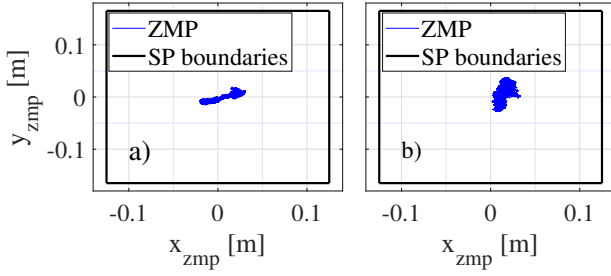 ZMP
SP boundaries
0.1
0
-0.1
y_zmp [m]
a)
-0.1
0
0.1
x_zmp [m]
ZMP
SP boundaries
b)
-0.1
0
0.1
x_zmp [m]